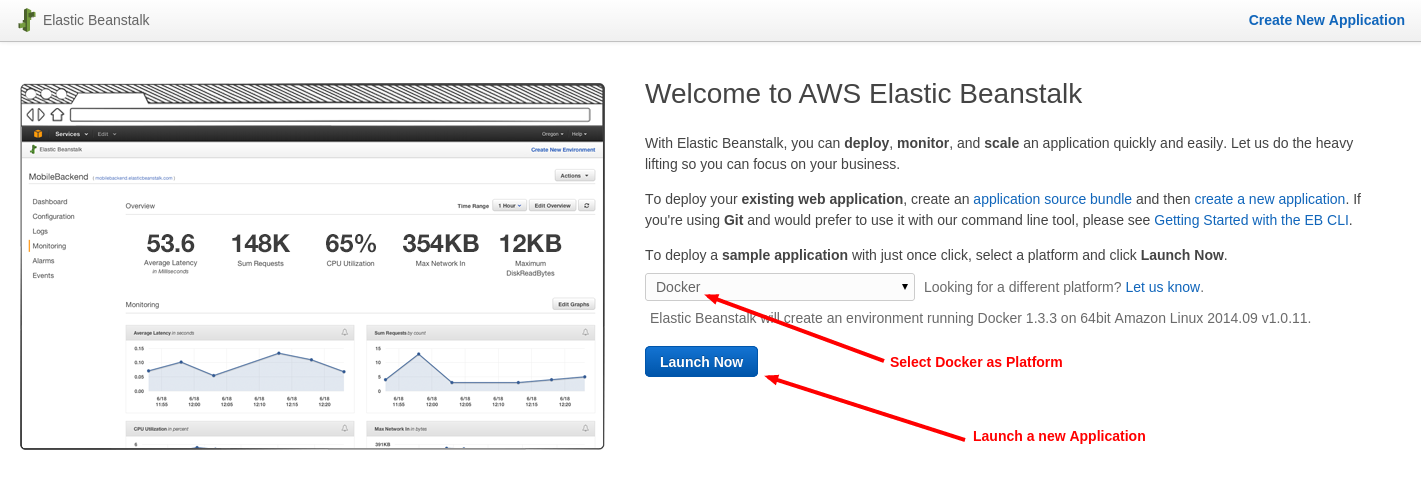 Elastic Beanstalk
Create New Application
Services
Edit
Oregon
Help
Elastic Beanstalk
Create New Environment
MobileBackend
( mobilebackend.elasticbeanstalk.com )
Actions
Dashboard
Configuration
Logs
Monitoring
Alarms
Events
Overview
Time Range
1 Hour
Edit Overview
53.6
Average Latency
in Milliseconds
148K
Sum Requests
65%
CPU Utilization
354KB
Max Network In
12KB
Maximum
DiskReadBytes
Monitoring
Edit Graphs
Average Latency in seconds
0.15
0.10
0.05
0.00
6/18 6/18 6/18 6/18 6/18 6/18
11:55 12:00 12:05 12:10 12:15 12:20
Sum Requests by count
15
10
5
0
6/18 6/18 6/18 6/18 6/18 6/18
11:55 12:00 12:05 12:10 12:15 12:20
CPU Utilization in percent
6
Max Network In in bytes
391KB
Welcome to AWS Elastic Beanstalk
With Elastic Beanstalk, you can deploy, monitor, and scale an application quickly and easily. Let us do the heavy
lifting so you can focus on your business.
To deploy your existing web application, create an application source bundle and then create a new application. If
you're using Git and would prefer to use it with our command line tool, please see Getting Started with the EB CLI.
To deploy a sample application with just once click, select a platform and click Launch Now.
Docker
Looking for a different platform? Let us know.
Elastic Beanstalk will create an environment running Docker 1.3.3 on 64bit Amazon Linux 2014.09 v1.0.11.
Launch Now
Select Docker as Platform
Launch a new Application